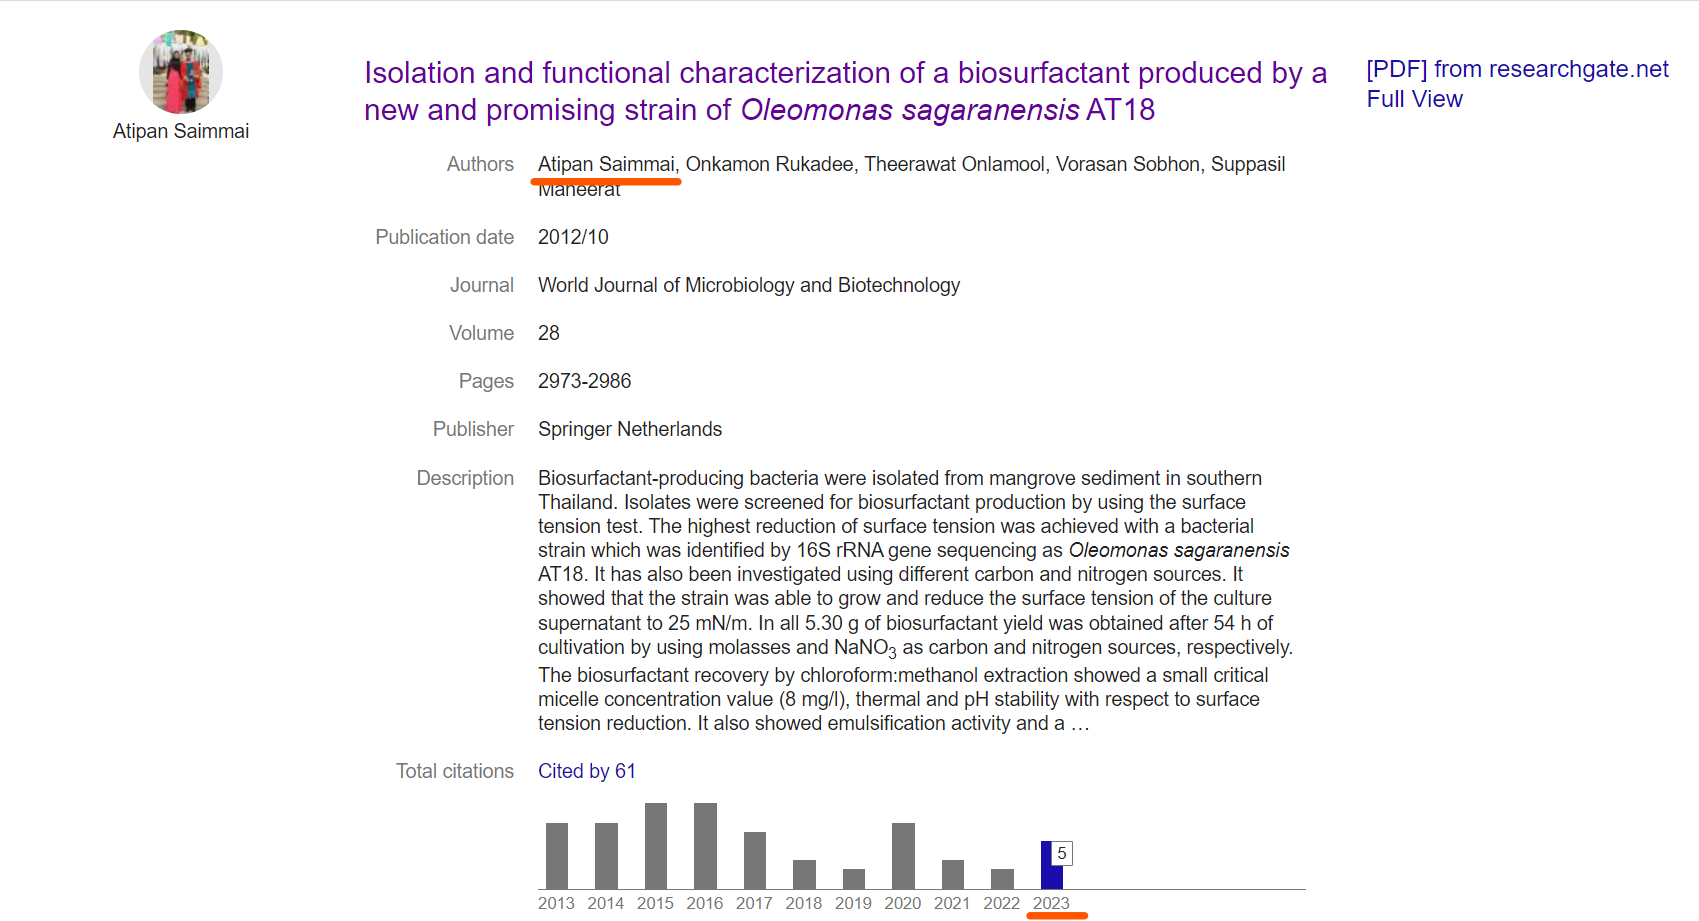 Atipan Saimmai
Isolation and functional characterization of a biosurfactant produced by a
new and promising strain of Oleomonas sagaranensis AT18
[PDF] from researchgate.net
Full View
Authors Atipan Saimmai, Onkamon Rukadee, Theerawat Onlamool, Vorasan Sobhon, Suppasil
Maneerat
Publication date 2012/10
Journal World Journal of Microbiology and Biotechnology
Volume 28
Pages 2973-2986
Publisher Springer Netherlands
Description Biosurfactant-producing bacteria were isolated from mangrove sediment in southern
Thailand. Isolates were screened for biosurfactant production by using the surface
tension test. The highest reduction of surface tension was achieved with a bacterial
strain which was identified by 16S rRNA gene sequencing as Oleomonas sagaranensis
AT18. It has also been investigated using different carbon and nitrogen sources. It
showed that the strain was able to grow and reduce the surface tension of the culture
supernatant to 25 mN/m. In all 5.30 g of biosurfactant yield was obtained after 54 h of
cultivation by using molasses and NaNO3 as carbon and nitrogen sources, respectively.
The biosurfactant recovery by chloroform:methanol extraction showed a small critical
micelle concentration value (8 mg/l), thermal and pH stability with respect to surface
tension reduction. It also showed emulsification activity and a …
Total citations Cited by 61
5
2013 2014 2015 2016 2017 2018 2019 2020 2021 2022 2023